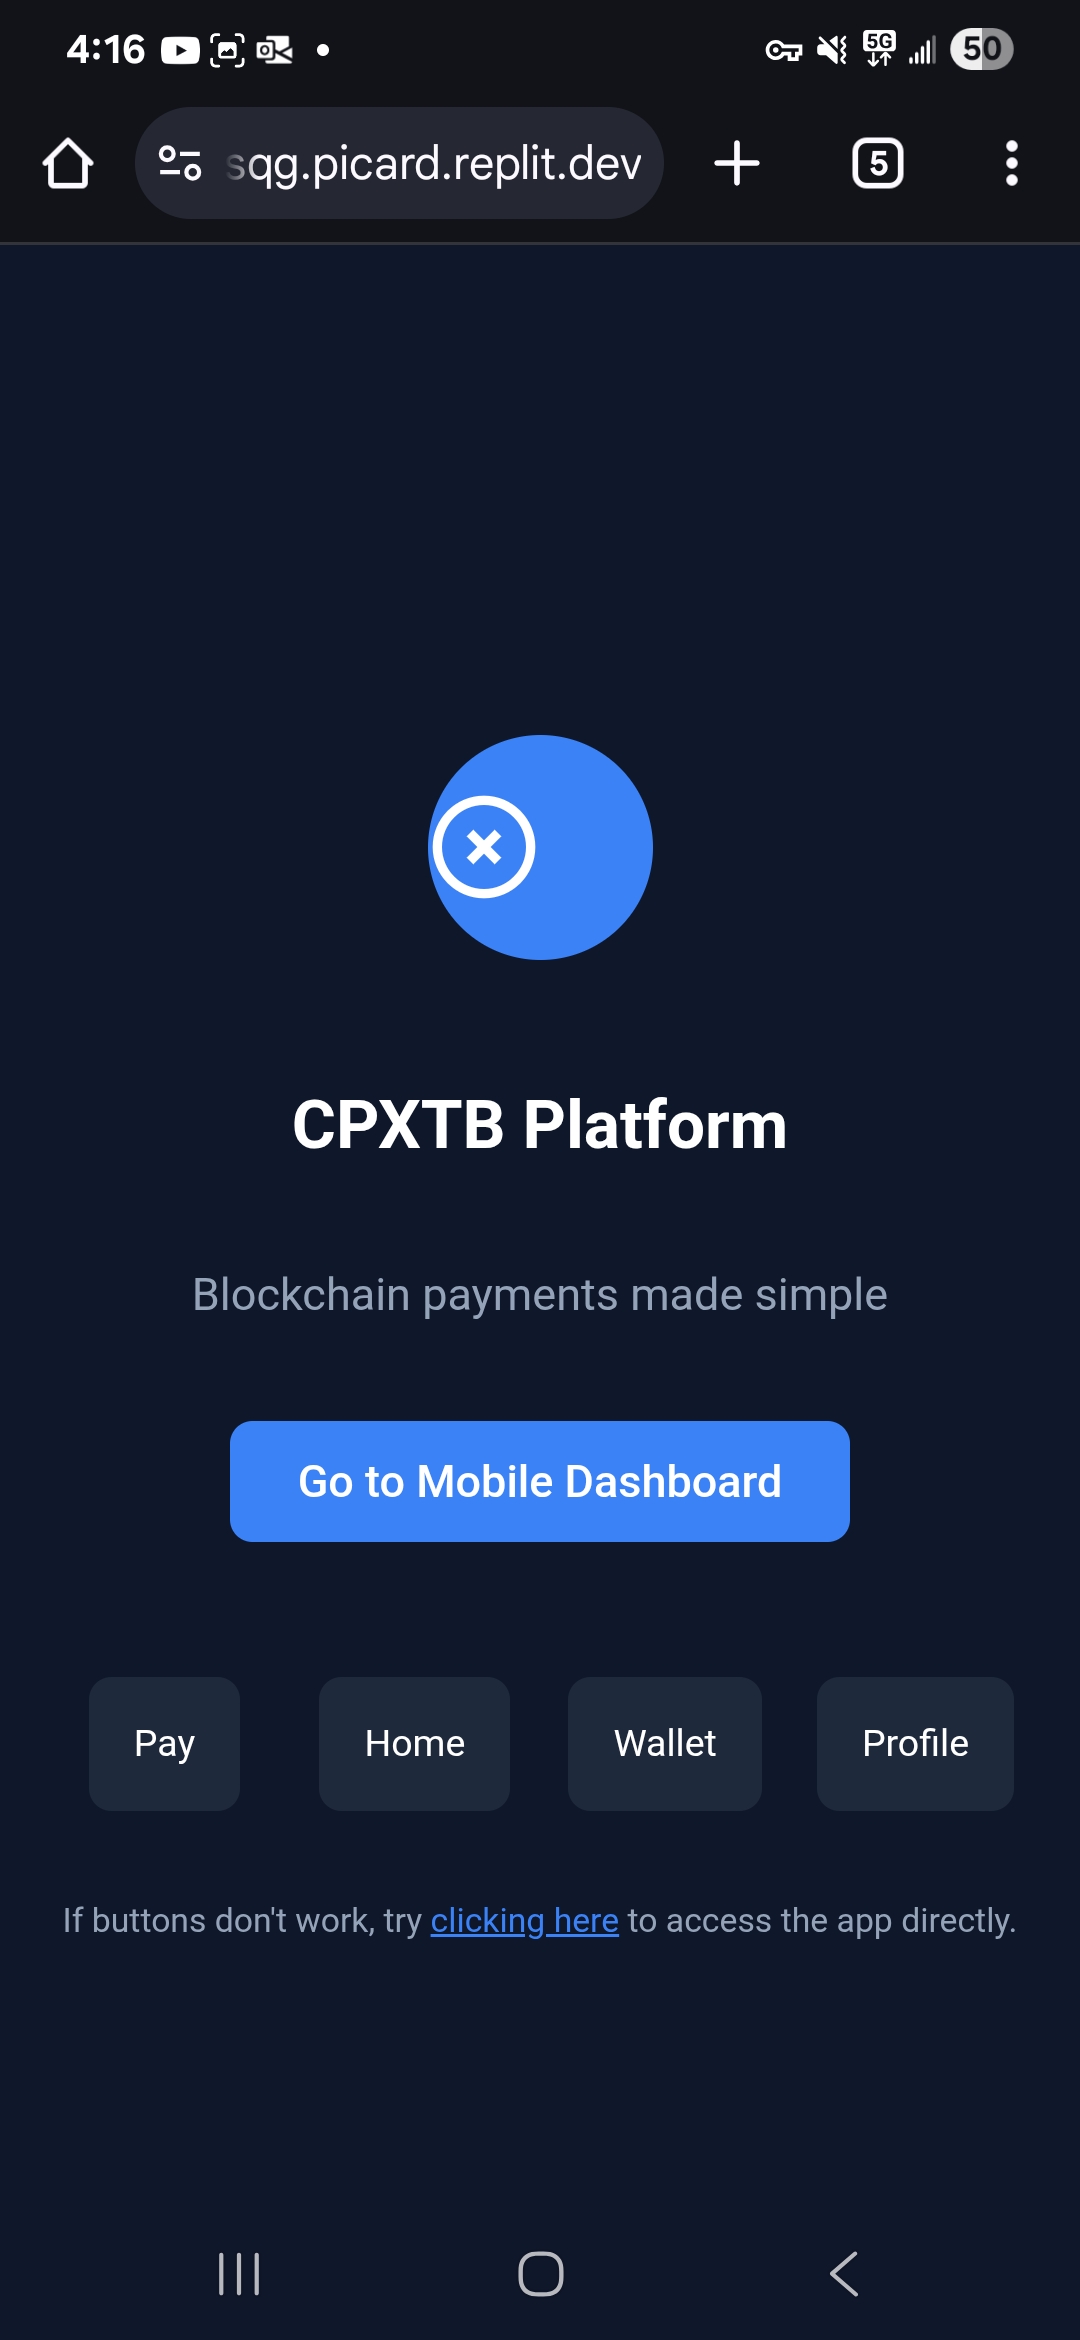 4:16
5G
50
sqg.picard.replit.dev
5
CPXTB Platform
Blockchain payments made simple
Go to Mobile Dashboard
Pay Home Wallet Profile
If buttons don't work, try clicking here to access the app directly.